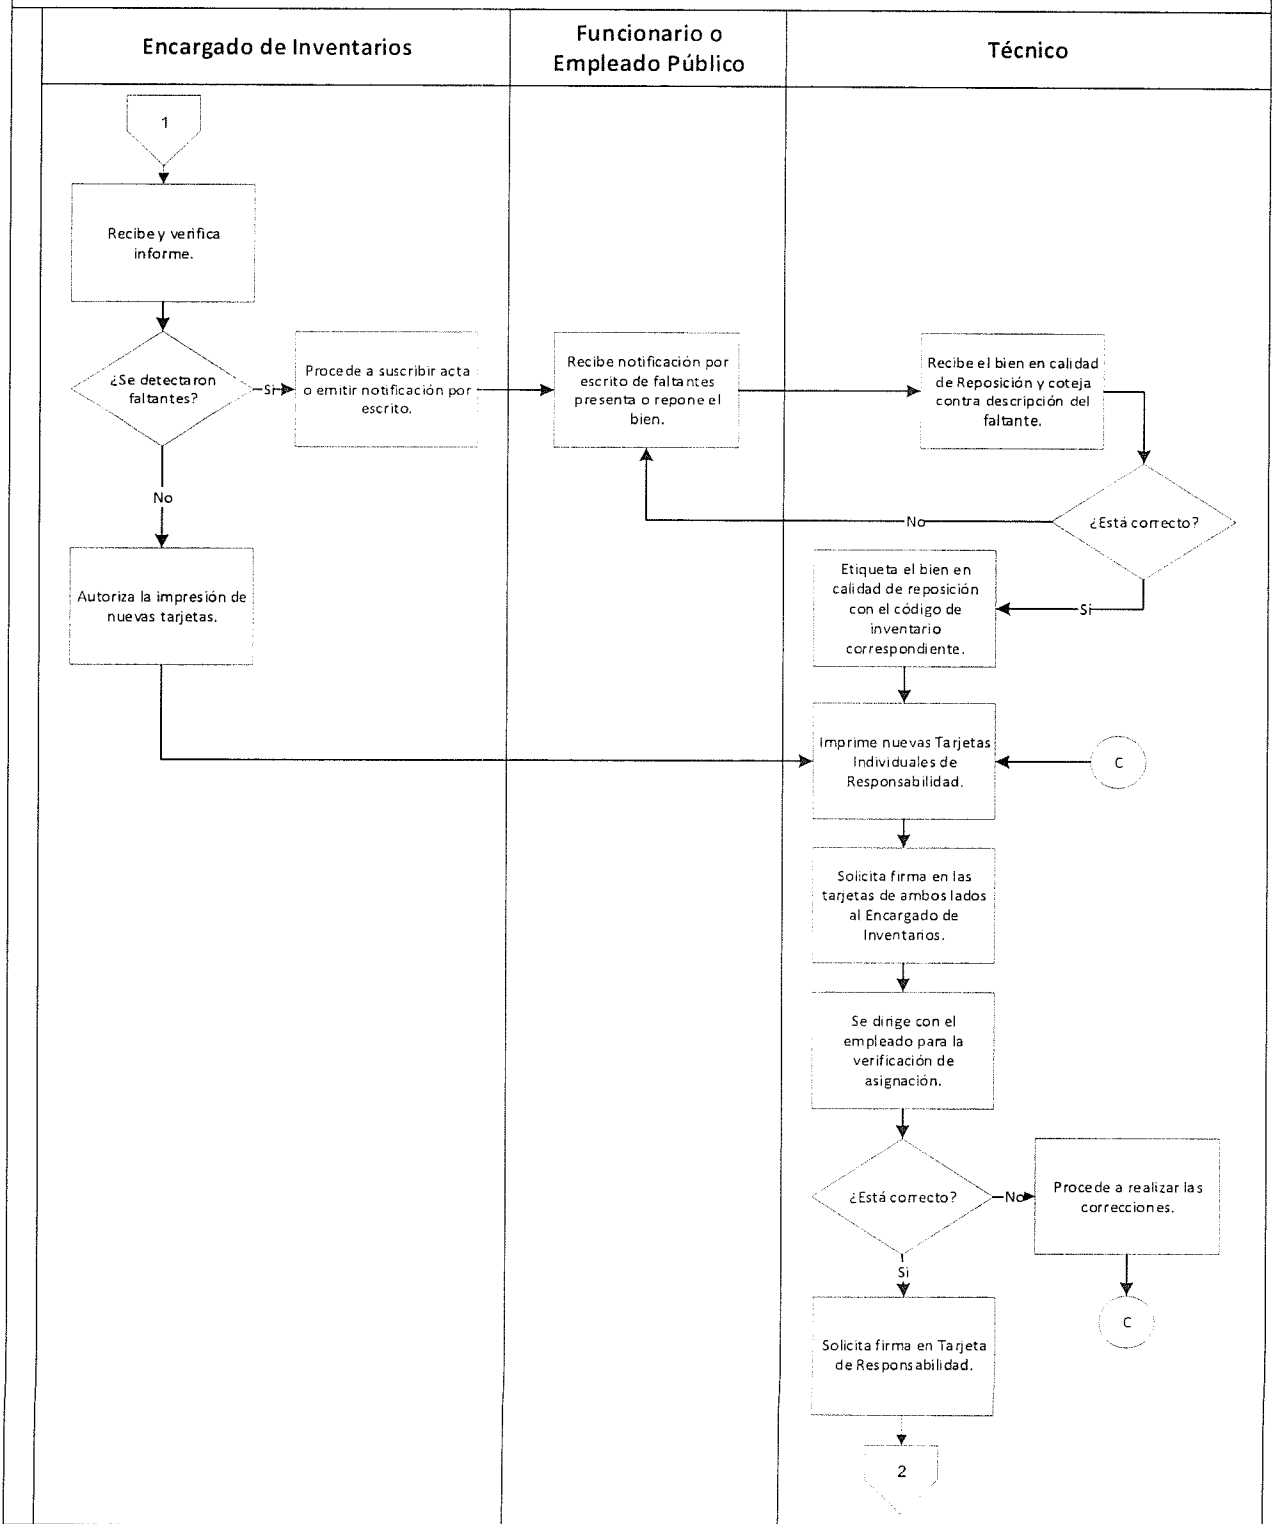 Encargado de Inventarios
Funcionario o
Empleado Público
Técnico
1
Recibe y verifica
informe.
¿Se detectaron
faltantes?
Sí
Procede a suscribir acta
o emitir notificación por
escrito.
Recibe notificación por
escrito de faltantes
presenta o repone el
bien.
Recibe el bien en calidad
de Reposición y coteja
contra descripción del
faltante.
No
¿Está correcto?
No
Sí
Autoriza la impresión de
nuevas tarjetas.
Etiqueta el bien en
calidad de reposición
con el código de
inventario
correspondiente.
Imprime nuevas Tarjetas
Individuales de
Responsabilidad.
C
Solicita firma en las
tarjetas de ambos lados
al Encargado de
Inventarios.
Se dirige con el
empleado para la
verificación de
asignación.
¿Está correcto?
No
Procede a realizar las
correcciones.
Sí
C
Solicita firma en Tarjeta
de Responsabilidad.
2